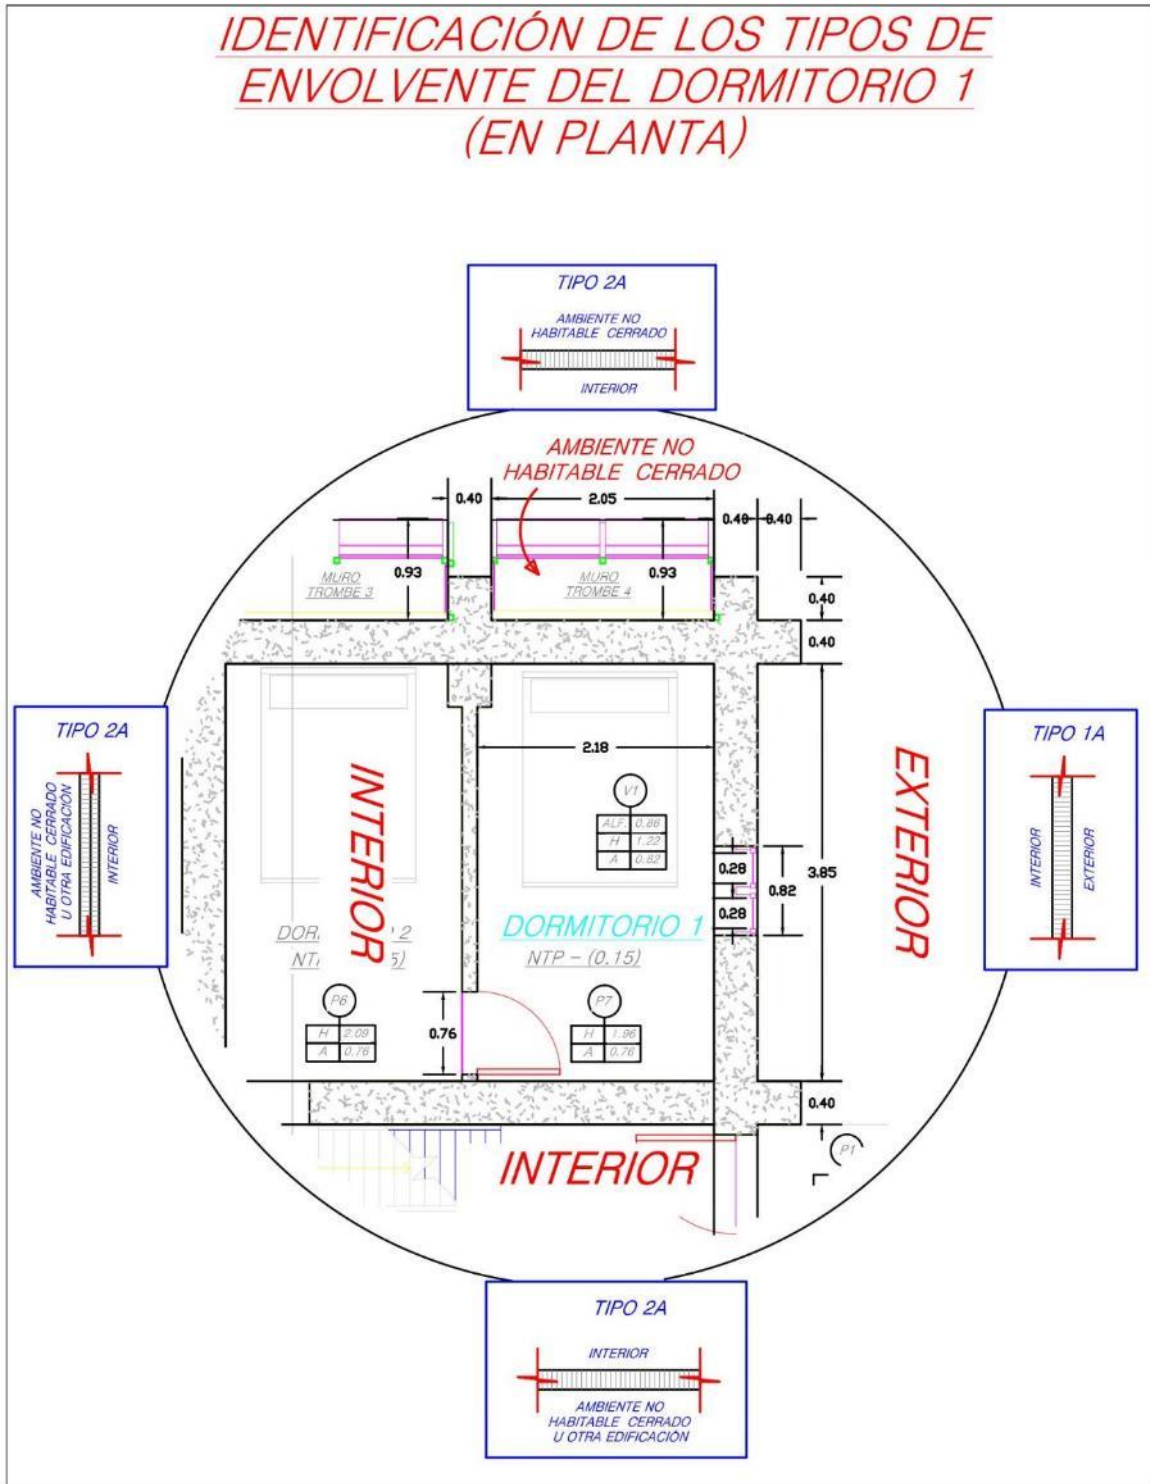 IDENTIFICACIÓN DE LOS TIPOS DE
ENVOLVENTE DEL DORMITORIO 1
(EN PLANTA)
TIPO 2A
AMBIENTE NO
HABITABLE CERRADO
INTERIOR
AMBIENTE NO
HABITABLE CERRADO
0.40
2.05
0.40
0.40
0.93
0.93
MURO
TROMBE 3
MURO
TROMBE 4
0.40
0.40
TIPO 2A
AMBIENTE NO
HABITABLE CERRADO
U OTRA EDIFICACIÓN
INTERIOR
TIPO 1A
INTERIOR
EXTERIOR
INTERIOR
EXTERIOR
2.18
V1
ALF. 0.86
H 1.22
A 0.82
0.28
0.28
0.82
3.85
DORMITORIO 1
NTP - (0.15)
P6
H 2.09
A 0.76
0.76
P7
H 1.96
A 0.76
0.40
P1
INTERIOR
TIPO 2A
INTERIOR
AMBIENTE NO
HABITABLE CERRADO
U OTRA EDIFICACIÓN